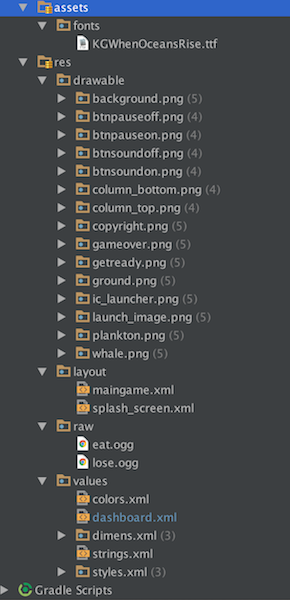 assets
fonts
KGWhenOceansRise.ttf
res
drawable
background.png (5)
btnpauseoff.png (4)
btnpauseon.png (4)
btnsoundoff.png (4)
btnsoundon.png (4)
column_bottom.png (4)
column_top.png (4)
copyright.png (5)
gameover.png (5)
getready.png (5)
ground.png (5)
ic_launcher.png (5)
launch_image.png (5)
plankton.png (5)
whale.png (5)
layout
maingame.xml
splash_screen.xml
raw
eat.ogg
lose.ogg
values
colors.xml
dashboard.xml
dimens.xml (3)
strings.xml
styles.xml (3)
Gradle Scripts